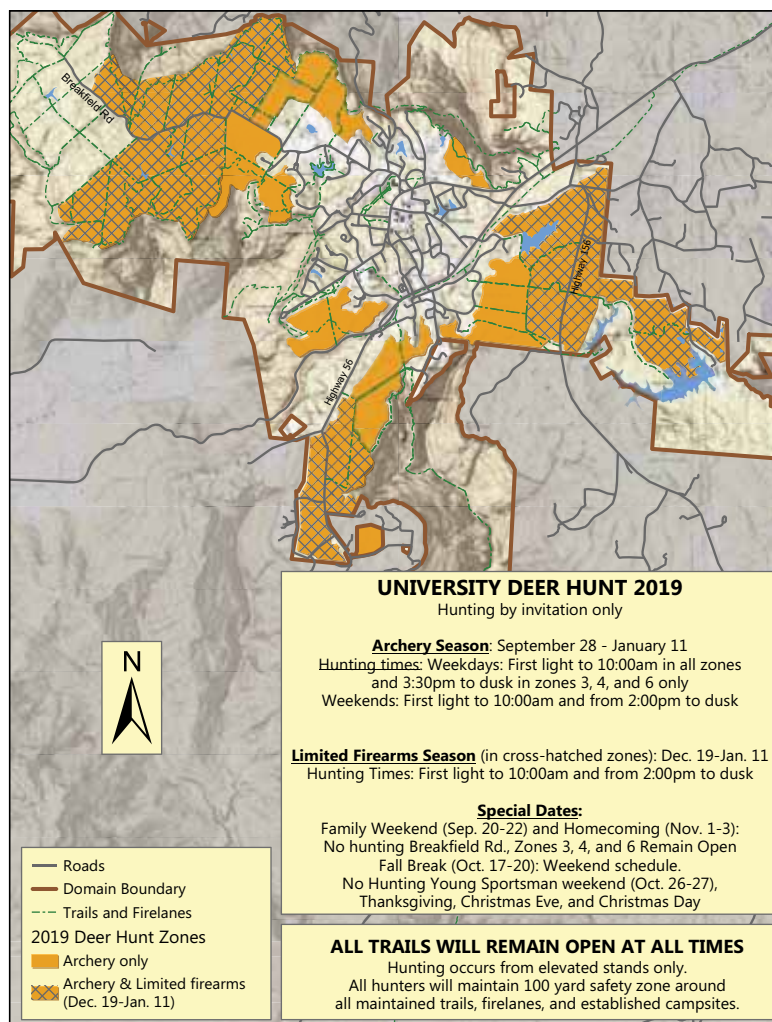 Breakfield Rd
Highway 156
Highway 56
UNIVERSITY DEER HUNT 2019
Hunting by invitation only
Archery Season: September 28 - January 11
Hunting times: Weekdays: First light to 10:00am in all zones
and 3:30pm to dusk in zones 3, 4, and 6 only
Weekends: First light to 10:00am and from 2:00pm to dusk
Limited Firearms Season (in cross-hatched zones): Dec. 19-Jan. 11
Hunting Times: First light to 10:00am and from 2:00pm to dusk
Special Dates:
Family Weekend (Sep. 20-22) and Homecoming (Nov. 1-3):
No hunting Breakfield Rd., Zones 3, 4, and 6 Remain Open
Fall Break (Oct. 17-20): Weekend schedule.
No Hunting Young Sportsman weekend (Oct. 26-27),
Thanksgiving, Christmas Eve, and Christmas Day
N
Roads
Domain Boundary
Trails and Firelanes
2019 Deer Hunt Zones
Archery only
Archery & Limited firearms
(Dec. 19-Jan. 11)
ALL TRAILS WILL REMAIN OPEN AT ALL TIMES
Hunting occurs from elevated stands only.
All hunters will maintain 100 yard safety zone around
all maintained trails, firelanes, and established campsites.